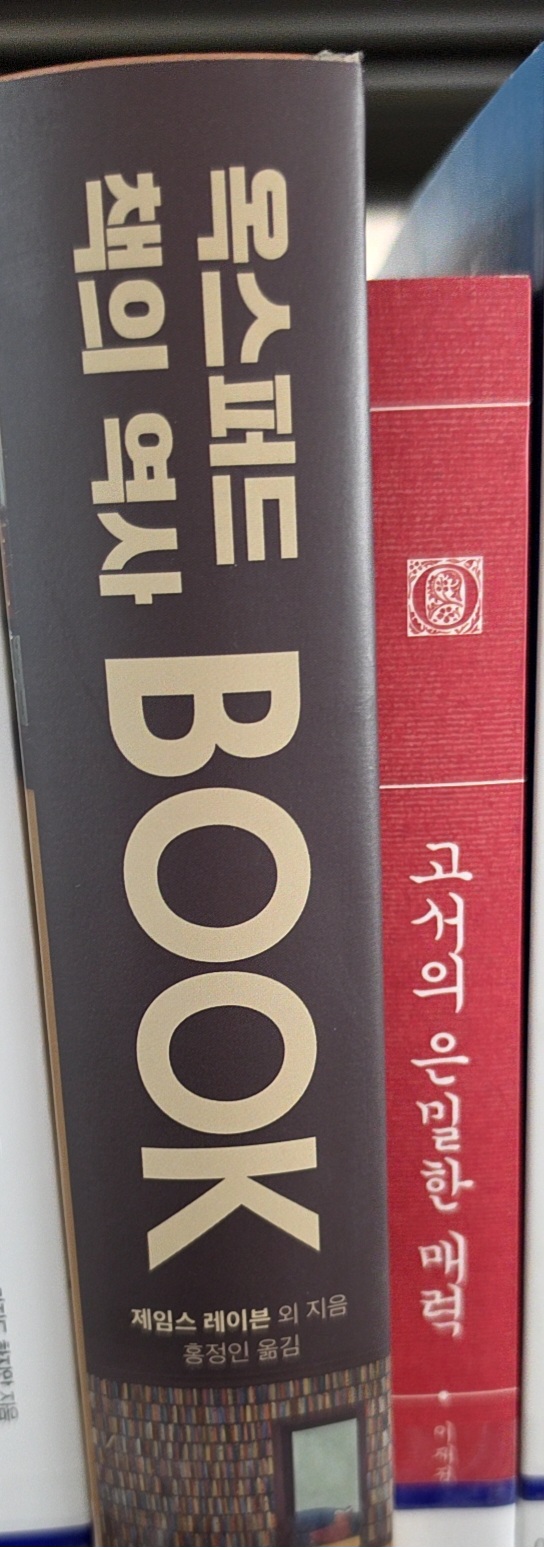 옥스퍼드
책의 역사
BOOK
제임스 레이븐 외 지음
홍정인 옮김
고서의 은밀한 매력